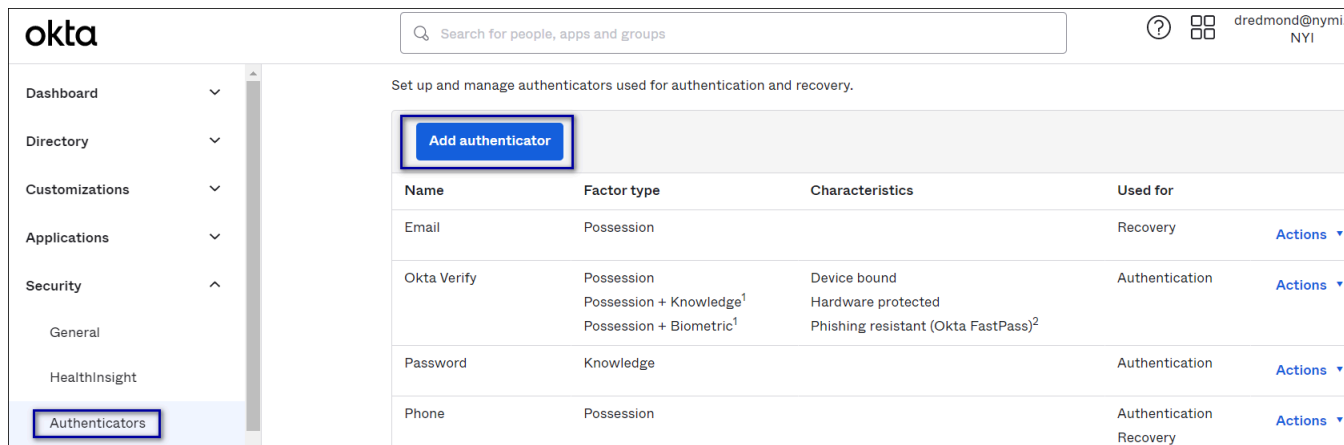 okta
Search for people, apps and groups
dredmond@nymi
NYI
Dashboard
Directory
Customizations
Applications
Security
General
HealthInsight
Authenticators
Set up and manage authenticators used for authentication and recovery.
Add authenticator
Name Factor type Characteristics Used for
Email Possession Recovery Actions
Okta Verify Possession Device bound Authentication Actions
Possession + Knowledge1 Hardware protected
Possession + Biometric1 Phishing resistant (Okta FastPass)2
Password Knowledge Authentication Actions
Phone Possession Authentication Actions
Recovery